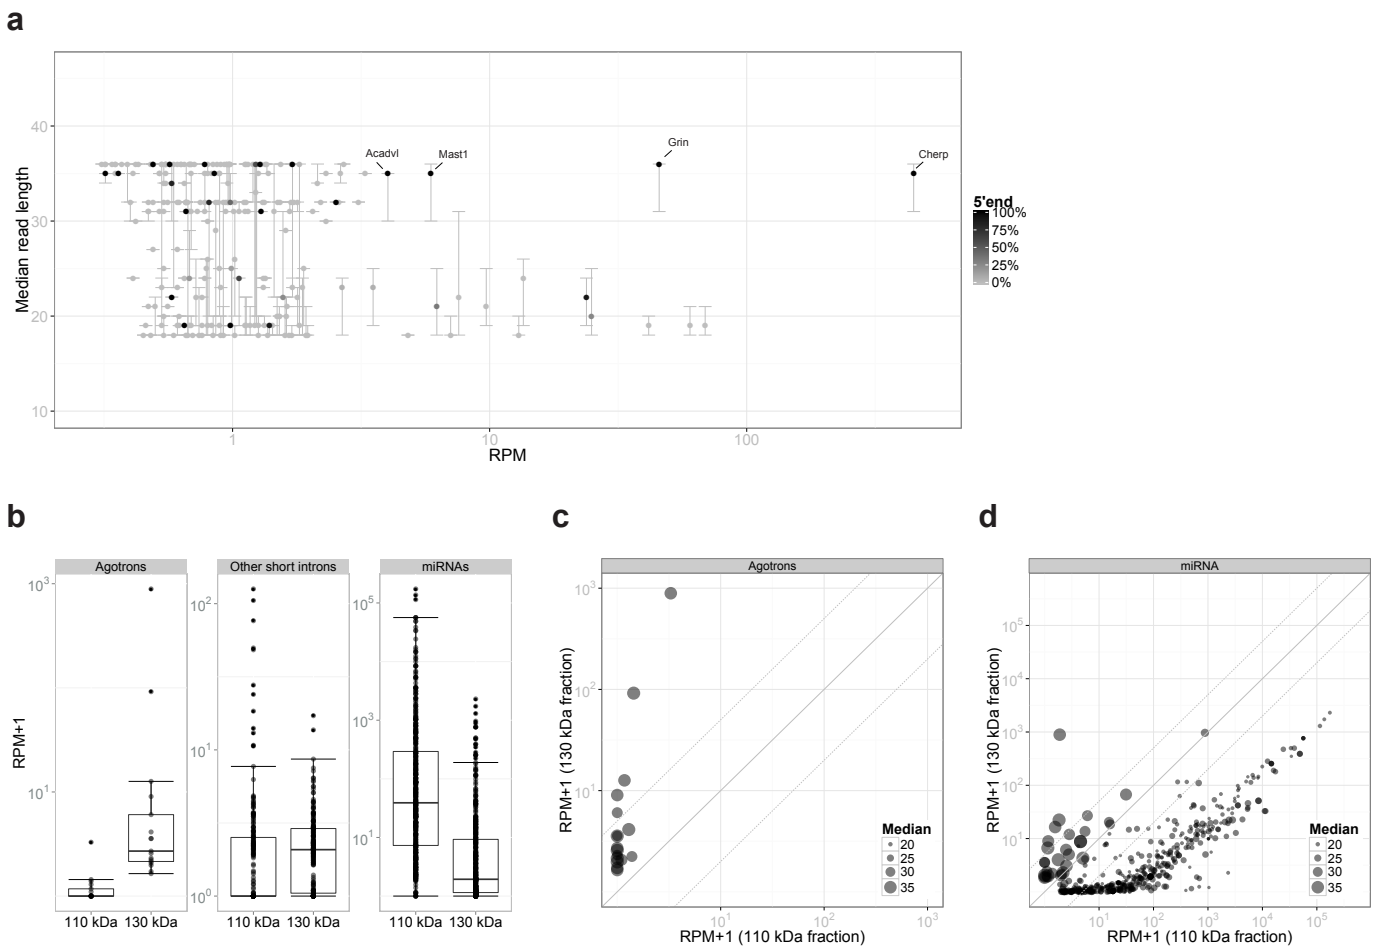 a
40
30
20
10
Median read length
Acadvl
Mast1
Grin
Cherp
1
10
100
RPM
5'end
100%
75%
50%
25%
0%
b
Agotrons
Other short introns
miRNAs
RPM+1
10³
10¹
10²
10¹
10⁰
10⁵
10³
10¹
110 kDa 130 kDa
110 kDa 130 kDa
110 kDa 130 kDa
c
Agotrons
RPM+1 (130 kDa fraction)
10³
10²
10¹
Median
20
25
30
35
10¹
10²
10³
RPM+1 (110 kDa fraction)
d
miRNA
RPM+1 (130 kDa fraction)
10⁵
10⁴
10³
10²
10¹
Median
20
25
30
35
10¹
10²
10³
10⁴
10⁵
RPM+1 (110 kDa fraction)